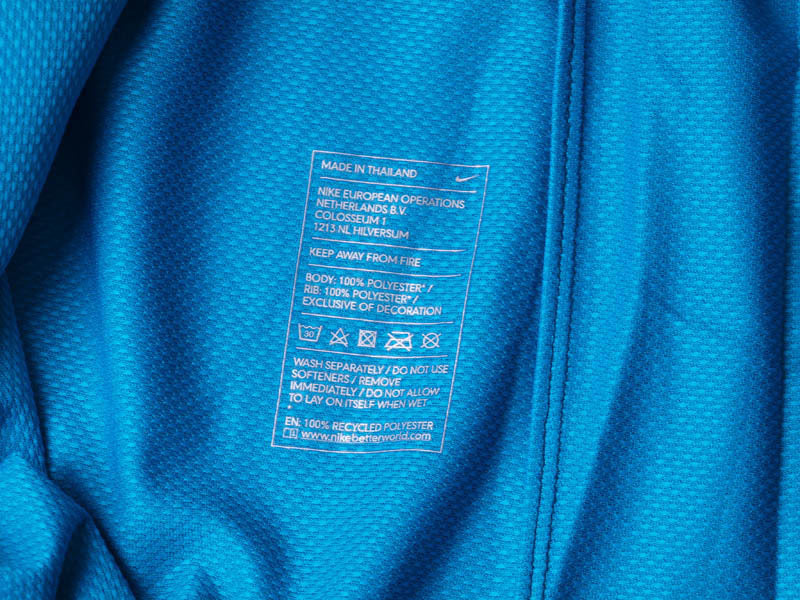 MADE IN THAILAND
NIKE EUROPEAN OPERATIONS
NETHERLANDS B.V.
COLOSSEUM 1
1213 NL HILVERSUM
KEEP AWAY FROM FIRE
BODY: 100% POLYESTER* /
RIB: 100% POLYESTER* /
EXCLUSIVE OF DECORATION
30
WASH SEPARATELY / DO NOT USE
SOFTENERS / REMOVE
IMMEDIATELY / DO NOT ALLOW
TO LAY ON ITSELF WHEN WET
*
EN: 100% RECYCLED POLYESTER
www.nikebetterworld.com